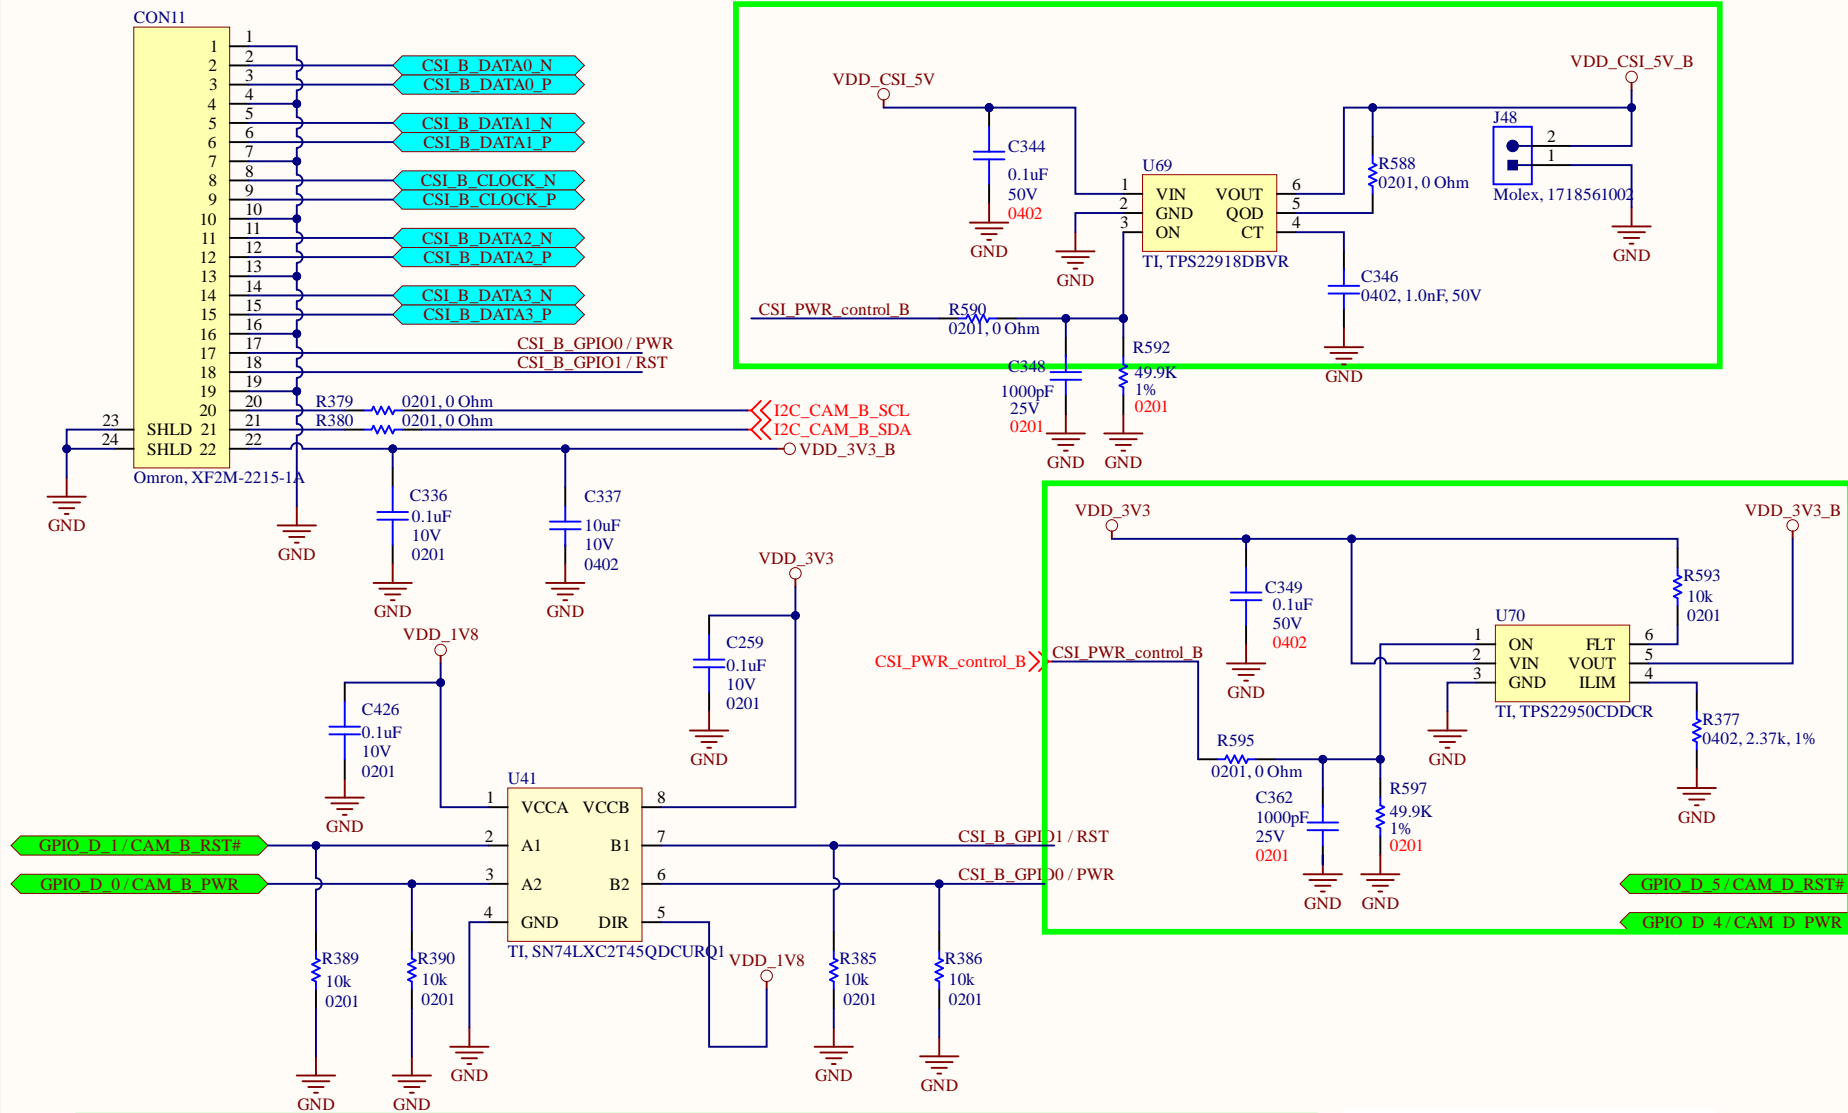 CON11
1 1
2 2 CSI_B_DATA0_N
3 3 CSI_B_DATA0_P
4 4
5 5 CSI_B_DATA1_N
6 6 CSI_B_DATA1_P
7 7
8 8 CSI_B_CLOCK_N
9 9 CSI_B_CLOCK_P
10 10
11 11 CSI_B_DATA2_N
12 12 CSI_B_DATA2_P
13 13
14 14 CSI_B_DATA3_N
15 15 CSI_B_DATA3_P
16 16
17 17 CSI_B_GPIO0 / PWR
18 18 CSI_B_GPIO1 / RST
19 19
20 20 R379 0201, 0 Ohm I2C_CAM_B_SCL
23 SHLD 21 21 R380 0201, 0 Ohm I2C_CAM_B_SDA
24 SHLD 22 22 VDD_3V3_B
Omron, XF2M-2215-1A
GND
GND
C336
0.1uF
10V
0201
GND
C337
10uF
10V
0402
GND
VDD_CSI_5V
C344
0.1uF
50V
0402
GND
U69
1 VIN VOUT 6
2 GND QOD 5
3 ON CT 4
TI, TPS22918DBVR
GND
R588
0201, 0 Ohm
VDD_CSI_5V_B
J48
2
1
Molex, 1718561002
GND
C346
0402, 1.0nF, 50V
GND
CSI_PWR_control_B
R590
0201, 0 Ohm
C348
1000pF
25V
0201
GND
R592
49.9K
1%
0201
GND
VDD_3V3
C349
0.1uF
50V
0402
GND
CSI_PWR_control_B CSI_PWR_control_B
R595
0201, 0 Ohm
C362
1000pF
25V
0201
GND
R597
49.9K
1%
0201
GND
VDD_3V3_B
R593
10k
0201
U70
1 ON FLT 6
2 VIN VOUT 5
3 GND ILIM 4
TI, TPS22950CDDCR
GND
R377
0402, 2.37k, 1%
GND
GPIO_D_5 / CAM_D_RST#
GPIO_D_4 / CAM_D_PWR
VDD_1V8
C426
0.1uF
10V
0201
GND
VDD_3V3
C259
0.1uF
10V
0201
GND
U41
1 VCCA VCCB 8
GPIO_D_1 / CAM_B_RST# 2 A1 B1 7 CSI_B_GPIO1 / RST
GPIO_D_0 / CAM_B_PWR 3 A2 B2 6 CSI_B_GPIO0 / PWR
4 GND DIR 5
TI, SN74LXC2T45QDCURQ1
VDD_1V8
R389
10k
0201
GND
R390
10k
0201
GND
GND
R385
10k
0201
GND
R386
10k
0201
GND